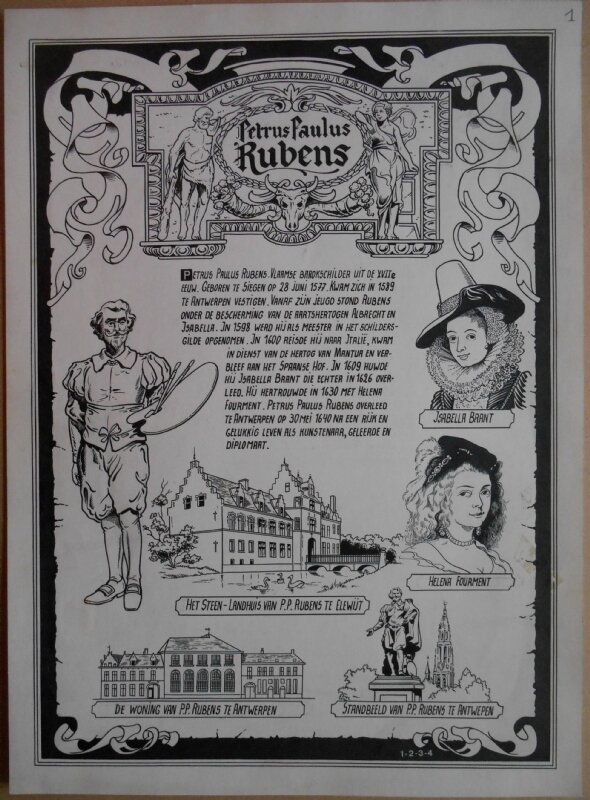 1
Petrus Paulus
Rubens
PETRUS PAULUS RUBENS. VLAAMSE BAROKSCHILDER UIT DE XVIIe
EEUW. GEBOREN TE SIEGEN OP 28 JUNI 1577. KWAM ZICH IN 1589
TE ANTWERPEN VESTIGEN. VANAF ZIJN JEUGD STOND RUBENS
ONDER DE BESCHERMING VAN DE AARTSHERTOGEN ALBRECHT EN
ISABELLA. IN 1598 WERD HIJ ALS MEESTER IN HET SCHILDERS-
GILDE OPGENOMEN. IN 1600 REISDE HIJ NAAR ITALIË, KWAM
IN DIENST VAN DE HERTOG VAN MANTUA EN VER-
BLEEF AAN HET SPAANSE HOF. IN 1609 HUWDE
HIJ ISABELLA BRANT DIE ECHTER IN 1626 OVER-
LEED. HIJ HERTROUWDE IN 1630 MET HELENA
FOURMENT. PETRUS PAULUS RUBENS OVERLEED
TE ANTWERPEN OP 30 MEI 1640 NA EEN RIJK EN
GELUKKIG LEVEN ALS KUNSTENAAR, GELEERDE EN
DIPLOMAAT.
ISABELLA BRANT
HELENA FOURMENT
HET STEEN - LANDHUIS VAN P.P. RUBENS TE ELEWIJT
DE WONING VAN P.P. RUBENS TE ANTWERPEN
STANDBEELD VAN P.P. RUBENS TE ANTWEPEN
1-2-3-4